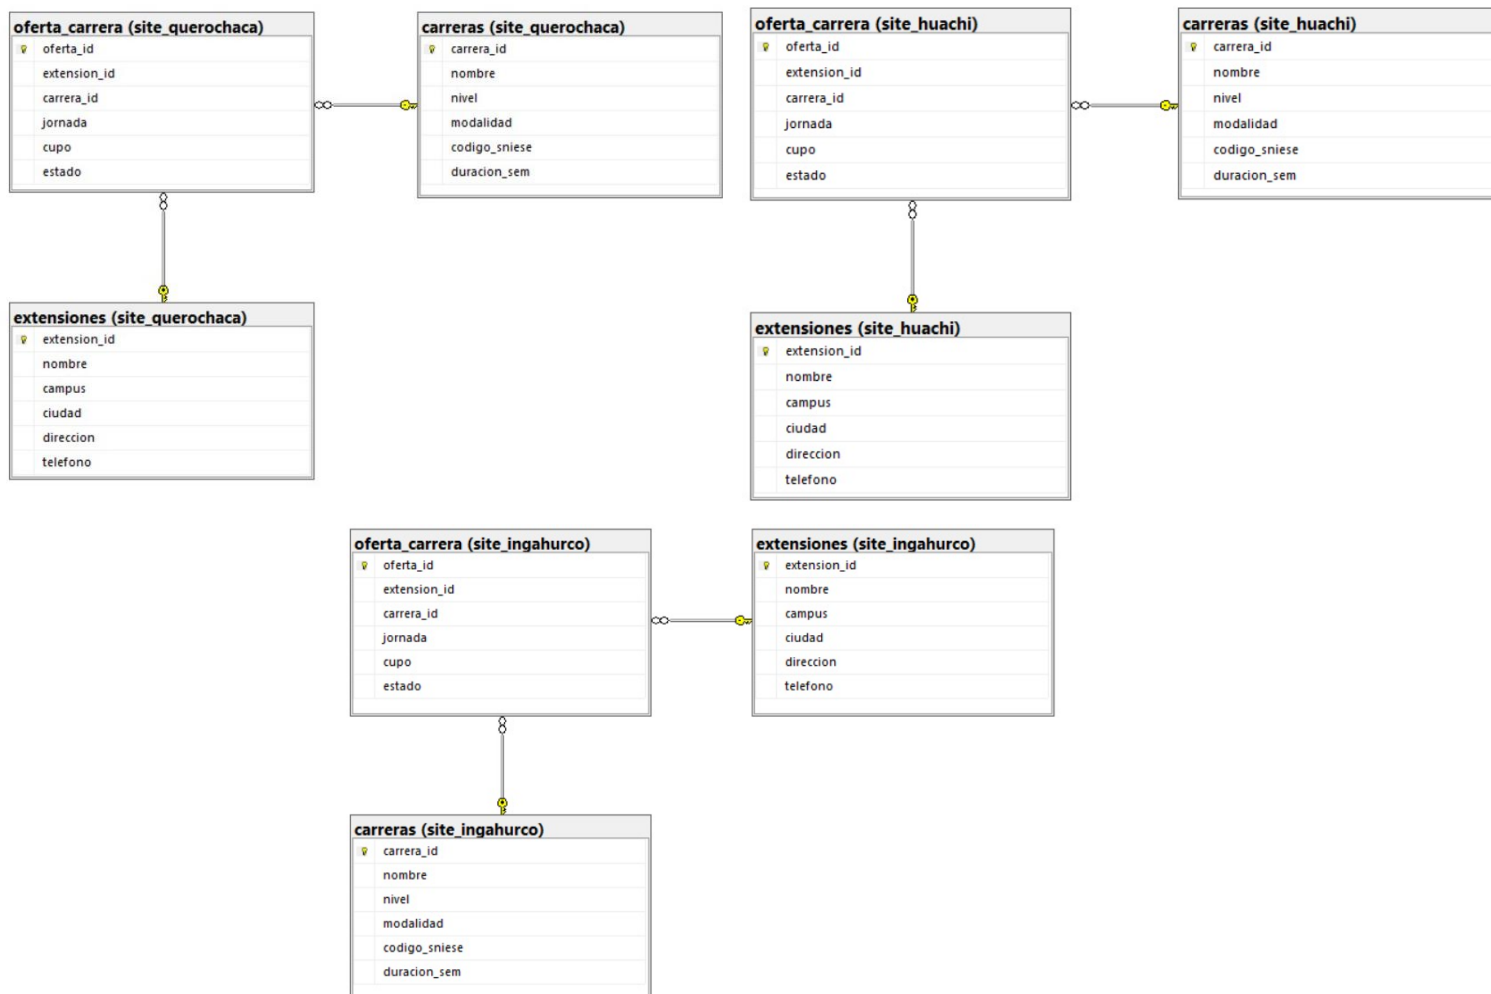 oferta_carrera (site_querochaca)
oferta_id
extension_id
carrera_id
jornada
cupo
estado
carreras (site_querochaca)
carrera_id
nombre
nivel
modalidad
codigo_sniese
duracion_sem
extensiones (site_querochaca)
extension_id
nombre
campus
ciudad
direccion
telefono
oferta_carrera (site_huachi)
oferta_id
extension_id
carrera_id
jornada
cupo
estado
carreras (site_huachi)
carrera_id
nombre
nivel
modalidad
codigo_sniese
duracion_sem
extensiones (site_huachi)
extension_id
nombre
campus
ciudad
direccion
telefono
oferta_carrera (site_ingahurco)
oferta_id
extension_id
carrera_id
jornada
cupo
estado
extensiones (site_ingahurco)
extension_id
nombre
campus
ciudad
direccion
telefono
carreras (site_ingahurco)
carrera_id
nombre
nivel
modalidad
codigo_sniese
duracion_sem